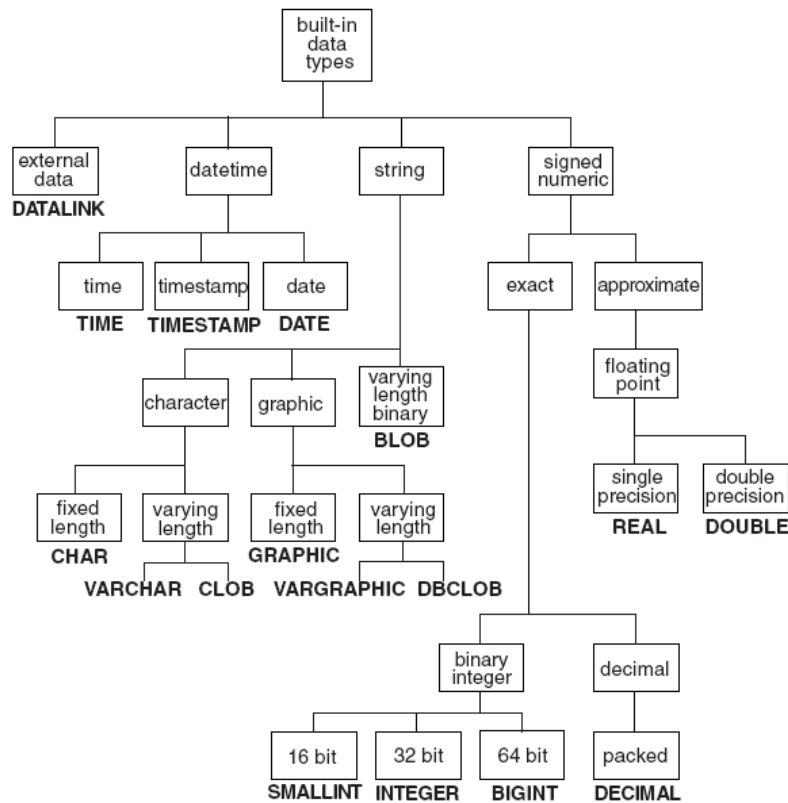 built-in
data
types
external
data
datetime
string
signed
numeric
DATALINK
time
timestamp
date
exact
approximate
TIME
TIMESTAMP
DATE
character
graphic
varying
length
binary
floating
point
BLOB
fixed
length
varying
length
fixed
length
varying
length
single
precision
double
precision
CHAR
GRAPHIC
REAL
DOUBLE
VARCHAR
CLOB
VARGRAPHIC
DBCLOB
binary
integer
decimal
16 bit
32 bit
64 bit
packed
SMALLINT
INTEGER
BIGINT
DECIMAL